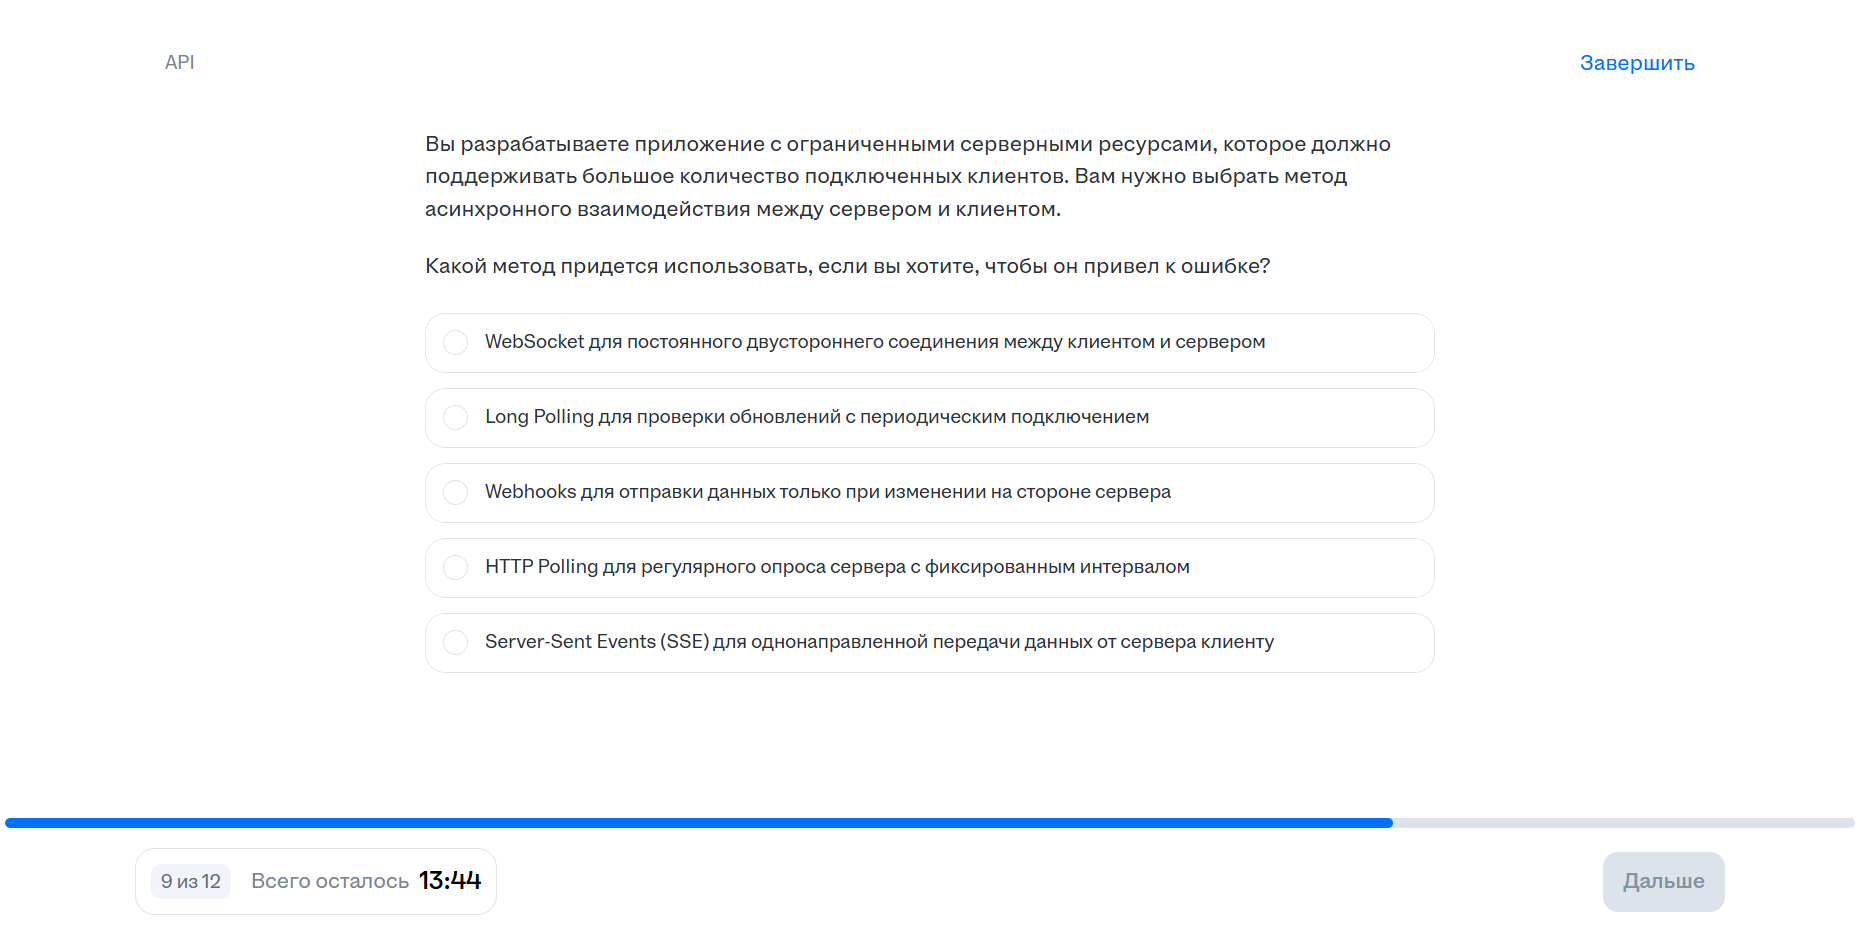 API
Завершить
Вы разрабатываете приложение с ограниченными серверными ресурсами, которое должно
поддерживать большое количество подключенных клиентов. Вам нужно выбрать метод
асинхронного взаимодействия между сервером и клиентом.
Какой метод придется использовать, если вы хотите, чтобы он привел к ошибке?
WebSocket для постоянного двустороннего соединения между клиентом и сервером
Long Polling для проверки обновлений с периодическим подключением
Webhooks для отправки данных только при изменении на стороне сервера
HTTP Polling для регулярного опроса сервера с фиксированным интервалом
Server-Sent Events (SSE) для однонаправленной передачи данных от сервера клиенту
9 из 12 Всего осталось 13:44
Дальше